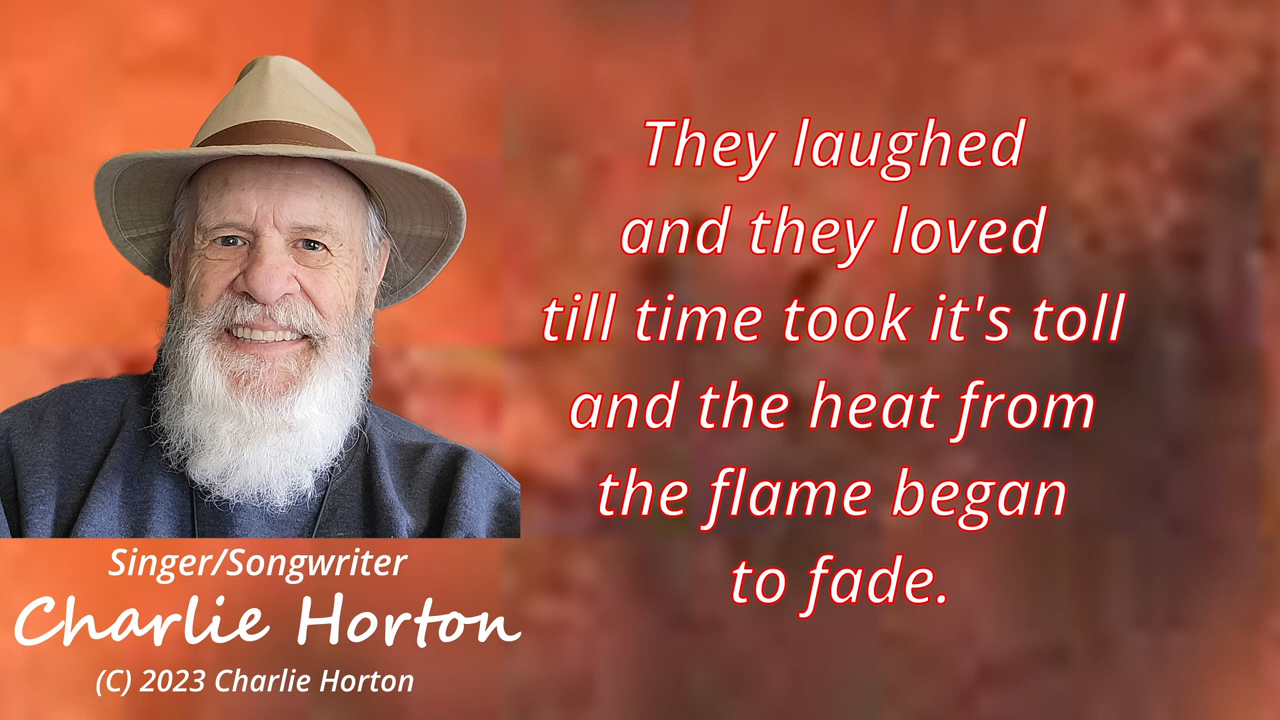 They laughed
and they loved
till time took it's toll
and the heat from
the flame began
to fade.
Singer/Songwriter
Charlie Horton
(C) 2023 Charlie Horton